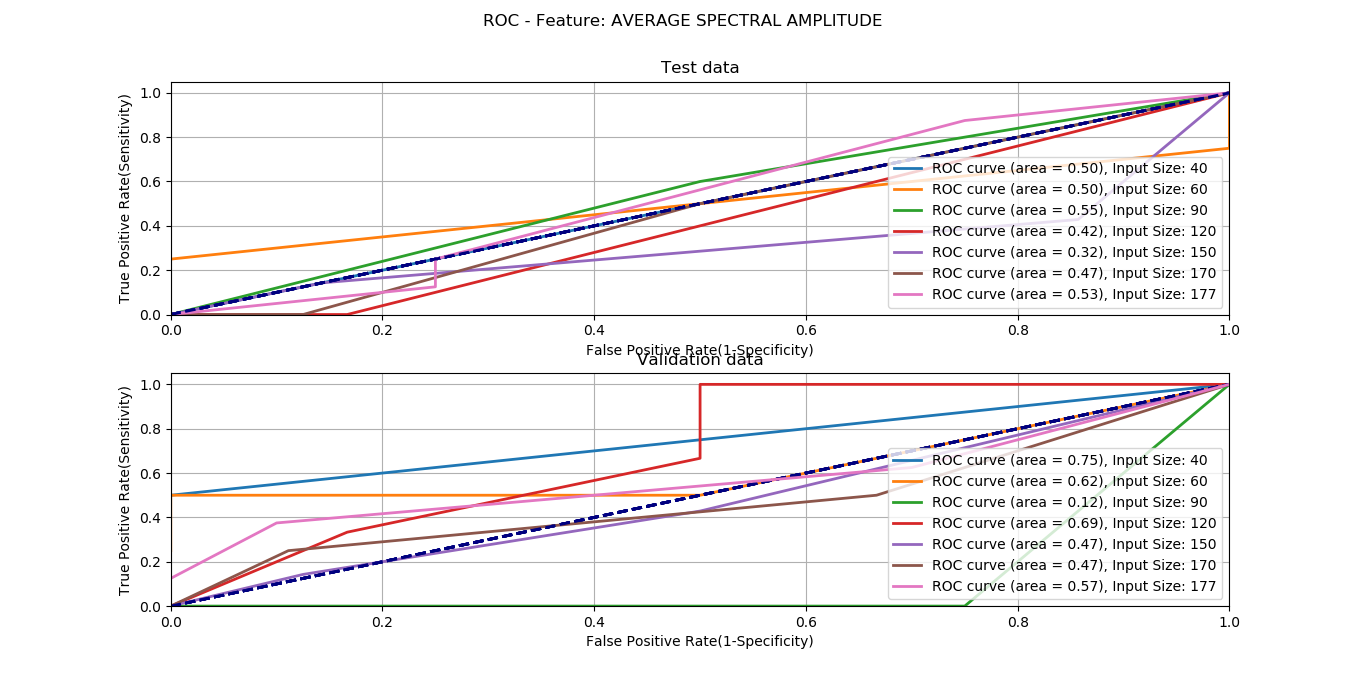 ROC - Feature: AVERAGE SPECTRAL AMPLITUDE
Test data
True Positive Rate(Sensitivity)
1.0
0.8
0.6
0.4
0.2
0.0
ROC curve (area = 0.50), Input Size: 40
ROC curve (area = 0.50), Input Size: 60
ROC curve (area = 0.55), Input Size: 90
ROC curve (area = 0.42), Input Size: 120
ROC curve (area = 0.32), Input Size: 150
ROC curve (area = 0.47), Input Size: 170
ROC curve (area = 0.53), Input Size: 177
0.0 0.2 0.4 0.6 0.8 1.0
False Positive Rate(1-Specificity)
Validation data
True Positive Rate(Sensitivity)
1.0
0.8
0.6
0.4
0.2
0.0
ROC curve (area = 0.75), Input Size: 40
ROC curve (area = 0.62), Input Size: 60
ROC curve (area = 0.12), Input Size: 90
ROC curve (area = 0.69), Input Size: 120
ROC curve (area = 0.47), Input Size: 150
ROC curve (area = 0.47), Input Size: 170
ROC curve (area = 0.57), Input Size: 177
0.0 0.2 0.4 0.6 0.8 1.0
False Positive Rate(1-Specificity)